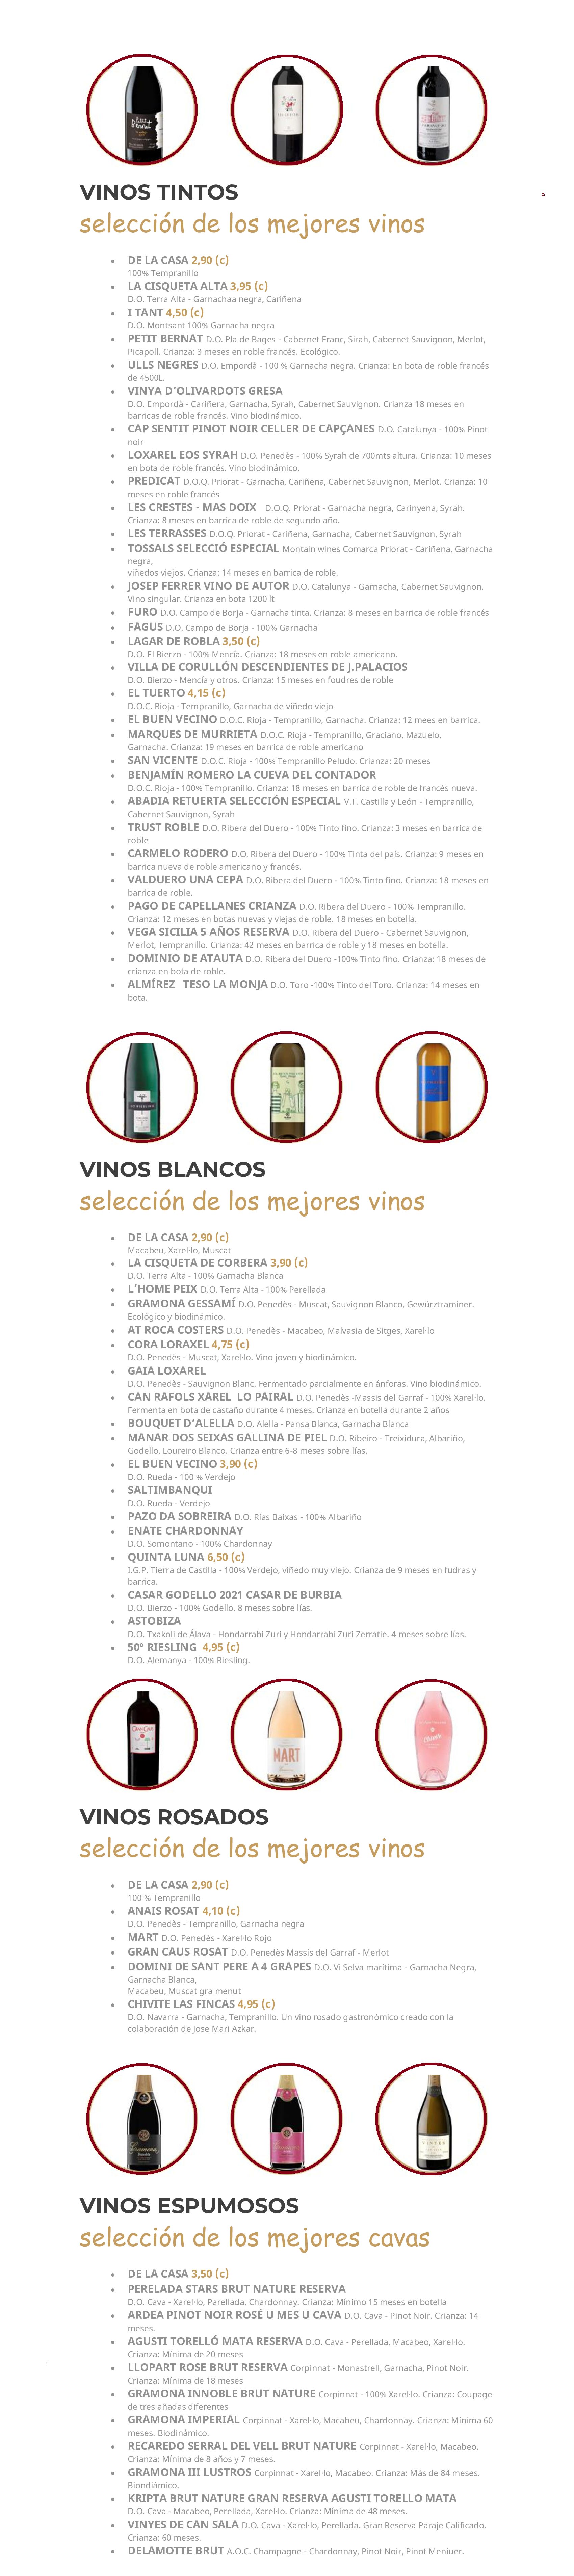 VINOS TINTOS
selección de los mejores vinos
DE LA CASA 2,90 (c)
100% Tempranillo
LA CISQUETA ALTA 3,95 (c)
D.O. Terra Alta - Garnachaa negra, Cariñena
I TANT 4,50 (c)
D.O. Montsant 100% Garnacha negra
PETIT BERNAT D.O. Pla de Bages - Cabernet Franc, Sirah, Cabernet Sauvignon, Merlot,
Picapoll. Crianza: 3 meses en roble francés. Ecológico.
ULLS NEGRES D.O. Empordà - 100 % Garnacha negra. Crianza: En bota de roble francés
de 4500L.
VINYA D'OLIVARDOTS GRESA
D.O. Empordà - Cariñera, Garnacha, Syrah, Cabernet Sauvignon. Crianza 18 meses en
barricas de roble francés. Vino biodinámico.
CAP SENTIT PINOT NOIR CELLER DE CAPÇANES D.O. Catalunya - 100% Pinot
noir
LOXAREL EOS SYRAH D.O. Penedès - 100% Syrah de 700mts altura. Crianza: 10 meses
en bota de roble francés. Vino biodinámico.
PREDICAT D.O.Q. Priorat - Garnacha, Cariñena, Cabernet Sauvignon, Merlot. Crianza: 10
meses en roble francés
LES CRESTES - MAS DOIX D.O.Q. Priorat - Garnacha negra, Carinyena, Syrah.
Crianza: 8 meses en barrica de roble de segundo año.
LES TERRASSES D.O.Q. Priorat - Cariñena, Garnacha, Cabernet Sauvignon, Syrah
TOSSALS SELECCIÓ ESPECIAL Montain wines Comarca Priorat - Cariñena, Garnacha
negra,
viñedos viejos. Crianza: 14 meses en barrica de roble.
JOSEP FERRER VINO DE AUTOR D.O. Catalunya - Garnacha, Cabernet Sauvignon.
Vino singular. Crianza en bota 1200 lt
FURO D.O. Campo de Borja - Garnacha tinta. Crianza: 8 meses en barrica de roble francés
FAGUS D.O. Campo de Borja - 100% Garnacha
LAGAR DE ROBLA 3,50 (c)
D.O. El Bierzo - 100% Mencía. Crianza: 18 meses en roble americano.
VILLA DE CORULLÓN DESCENDIENTES DE J.PALACIOS
D.O. Bierzo - Mencía y otros. Crianza: 15 meses en foudres de roble
EL TUERTO 4,15 (c)
D.O.C. Rioja - Tempranillo, Garnacha de viñedo viejo
EL BUEN VECINO D.O.C. Rioja - Tempranillo, Garnacha. Crianza: 12 mees en barrica.
MARQUES DE MURRIETA D.O.C. Rioja - Tempranillo, Graciano, Mazuelo,
Garnacha. Crianza: 19 meses en barrica de roble americano
SAN VICENTE D.O.C. Rioja - 100% Tempranillo Peludo. Crianza: 20 meses
BENJAMÍN ROMERO LA CUEVA DEL CONTADOR
D.O.C. Rioja - 100% Tempranillo. Crianza: 18 meses en barrica de roble de francés nueva.
ABADIA RETUERTA SELECCIÓN ESPECIAL V.T. Castilla y León - Tempranillo,
Cabernet Sauvignon, Syrah
TRUST ROBLE D.O. Ribera del Duero - 100% Tinto fino. Crianza: 3 meses en barrica de
roble
CARMELO RODERO D.O. Ribera del Duero - 100% Tinta del país. Crianza: 9 meses en
barrica nueva de roble americano y francés.
VALDUERO UNA CEPA D.O. Ribera del Duero - 100% Tinto fino. Crianza: 18 meses en
barrica de roble.
PAGO DE CAPELLANES CRIANZA D.O. Ribera del Duero - 100% Tempranillo.
Crianza: 12 meses en botas nuevas y viejas de roble. 18 meses en botella.
VEGA SICILIA 5 AÑOS RESERVA D.O. Ribera del Duero - Cabernet Sauvignon,
Merlot, Tempranillo. Crianza: 42 meses en barrica de roble y 18 meses en botella.
DOMINIO DE ATAUTA D.O. Ribera del Duero -100% Tinto fino. Crianza: 18 meses de
crianza en bota de roble.
ALMÍREZ TESO LA MONJA D.O. Toro -100% Tinto del Toro. Crianza: 14 meses en
bota.
VINOS BLANCOS
selección de los mejores vinos
DE LA CASA 2,90 (c)
Macabeu, Xarel·lo, Muscat
LA CISQUETA DE CORBERA 3,90 (c)
D.O. Terra Alta - 100% Garnacha Blanca
L'HOME PEIX D.O. Terra Alta - 100% Perellada
GRAMONA GESSAMÍ D.O. Penedès - Muscat, Sauvignon Blanco, Gewürztraminer.
Ecológico y biodinámico.
AT ROCA COSTERS D.O. Penedès - Macabeo, Malvasia de Sitges, Xarel·lo
CORA LORAXEL 4,75 (c)
D.O. Penedès - Muscat, Xarel·lo. Vino joven y biodinámico.
GAIA LOXAREL
D.O. Penedès - Sauvignon Blanc. Fermentado parcialmente en ánforas. Vino biodinámico.
CAN RAFOLS XAREL LO PAIRAL D.O. Penedès -Massis del Garraf - 100% Xarel·lo.
Fermenta en bota de castaño durante 4 meses. Crianza en botella durante 2 años
BOUQUET D'ALELLA D.O. Alella - Pansa Blanca, Garnacha Blanca
MANAR DOS SEIXAS GALLINA DE PIEL D.O. Ribeiro - Treixidura, Albariño,
Godello, Loureiro Blanco. Crianza entre 6-8 meses sobre lías.
EL BUEN VECINO 3,90 (c)
D.O. Rueda - 100 % Verdejo
SALTIMBANQUI
D.O. Rueda - Verdejo
PAZO DA SOBREIRA D.O. Rías Baixas - 100% Albariño
ENATE CHARDONNAY
D.O. Somontano - 100% Chardonnay
QUINTA LUNA 6,50 (c)
I.G.P. Tierra de Castilla - 100% Verdejo, viñedo muy viejo. Crianza de 9 meses en fudras y
barrica.
CASAR GODELLO 2021 CASAR DE BURBIA
D.O. Bierzo - 100% Godello. 8 meses sobre lías.
ASTOBIZA
D.O. Txakoli de Álava - Hondarrabi Zuri y Hondarrabi Zuri Zerratie. 4 meses sobre lías.
50º RIESLING 4,95 (c)
D.O. Alemanya - 100% Riesling.
MART
VINOS ROSADOS
selección de los mejores vinos
DE LA CASA 2,90 (c)
100 % Tempranillo
ANAIS ROSAT 4,10 (c)
D.O. Penedès - Tempranillo, Garnacha negra
MART D.O. Penedès - Xarel·lo Rojo
GRAN CAUS ROSAT D.O. Penedès Massís del Garraf - Merlot
DOMINI DE SANT PERE A 4 GRAPES D.O. Vi Selva marítima - Garnacha Negra,
Garnacha Blanca,
Macabeu, Muscat gra menut
CHIVITE LAS FINCAS 4,95 (c)
D.O. Navarra - Garnacha, Tempranillo. Un vino rosado gastronómico creado con la
colaboración de Jose Mari Azkar.
VINOS ESPUMOSOS
selección de los mejores cavas
DE LA CASA 3,50 (c)
PERELADA STARS BRUT NATURE RESERVA
D.O. Cava - Xarel·lo, Parellada, Chardonnay. Crianza: Mínimo 15 meses en botella
ARDEA PINOT NOIR ROSÉ U MES U CAVA D.O. Cava - Pinot Noir. Crianza: 14
meses.
AGUSTI TORELLÓ MATA RESERVA D.O. Cava - Perellada, Macabeo, Xarel·lo.
Crianza: Mínima de 20 meses
LLOPART ROSE BRUT RESERVA Corpinnat - Monastrell, Garnacha, Pinot Noir.
Crianza: Mínima de 18 meses
GRAMONA INNOBLE BRUT NATURE Corpinnat - 100% Xarel·lo. Crianza: Coupage
de tres añadas diferentes
GRAMONA IMPERIAL Corpinnat - Xarel·lo, Macabeu, Chardonnay. Crianza: Mínima 60
meses. Biodinámico.
RECAREDO SERRAL DEL VELL BRUT NATURE Corpinnat - Xarel·lo, Macabeo.
Crianza: Mínima de 8 años y 7 meses.
GRAMONA III LUSTROS Corpinnat - Xarel·lo, Macabeo. Crianza: Más de 84 meses.
Biondiámico.
KRIPTA BRUT NATURE GRAN RESERVA AGUSTI TORELLO MATA
D.O. Cava - Macabeo, Perellada, Xarel·lo. Crianza: Mínima de 48 meses.
VINYES DE CAN SALA D.O. Cava - Xarel·lo, Perellada. Gran Reserva Paraje Calificado.
Crianza: 60 meses.
DELAMOTTE BRUT A.O.C. Champagne - Chardonnay, Pinot Noir, Pinot Meniuer.